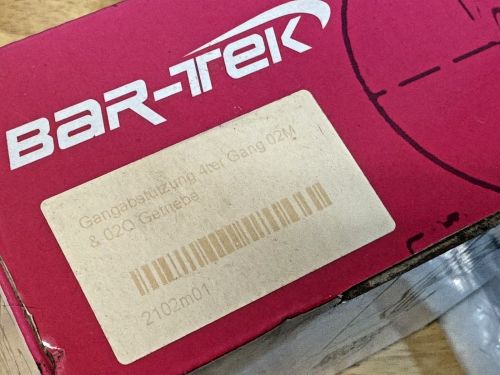 BAR-TEK
Gangabstützung 4ter Gang 02M
& 02Q Getriebe
2102m01